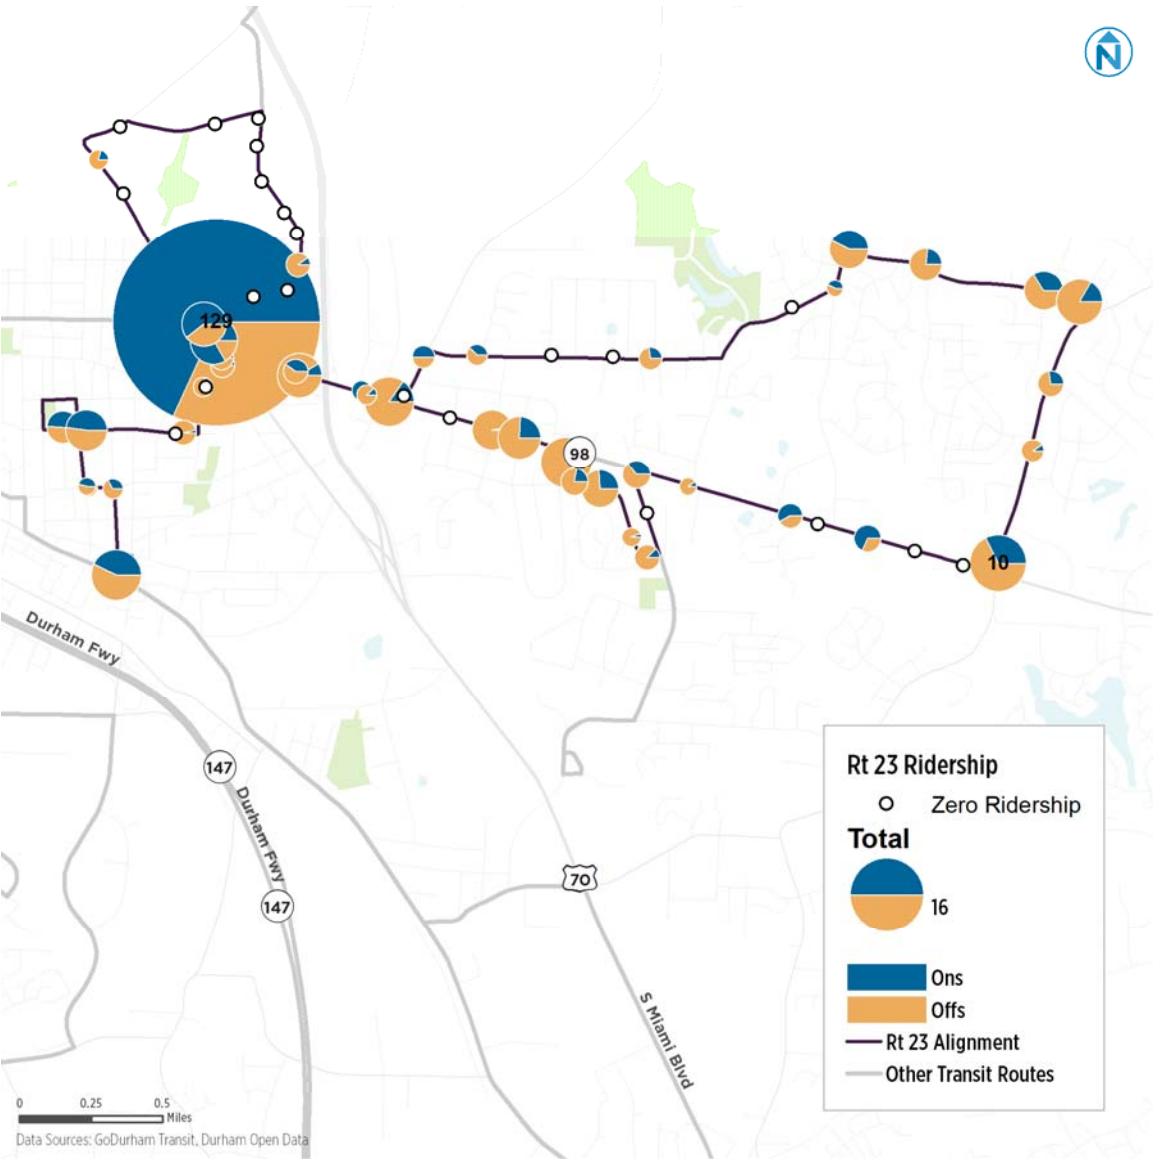 N
129
98
10
Durham Fwy
147
Durham Fwy
147
70
S Miami Blvd
Rt 23 Ridership
Zero Ridership
Total
16
Ons
Offs
Rt 23 Alignment
Other Transit Routes
0 0.25 0.5
Miles
Data Sources: GoDurham Transit, Durham Open Data